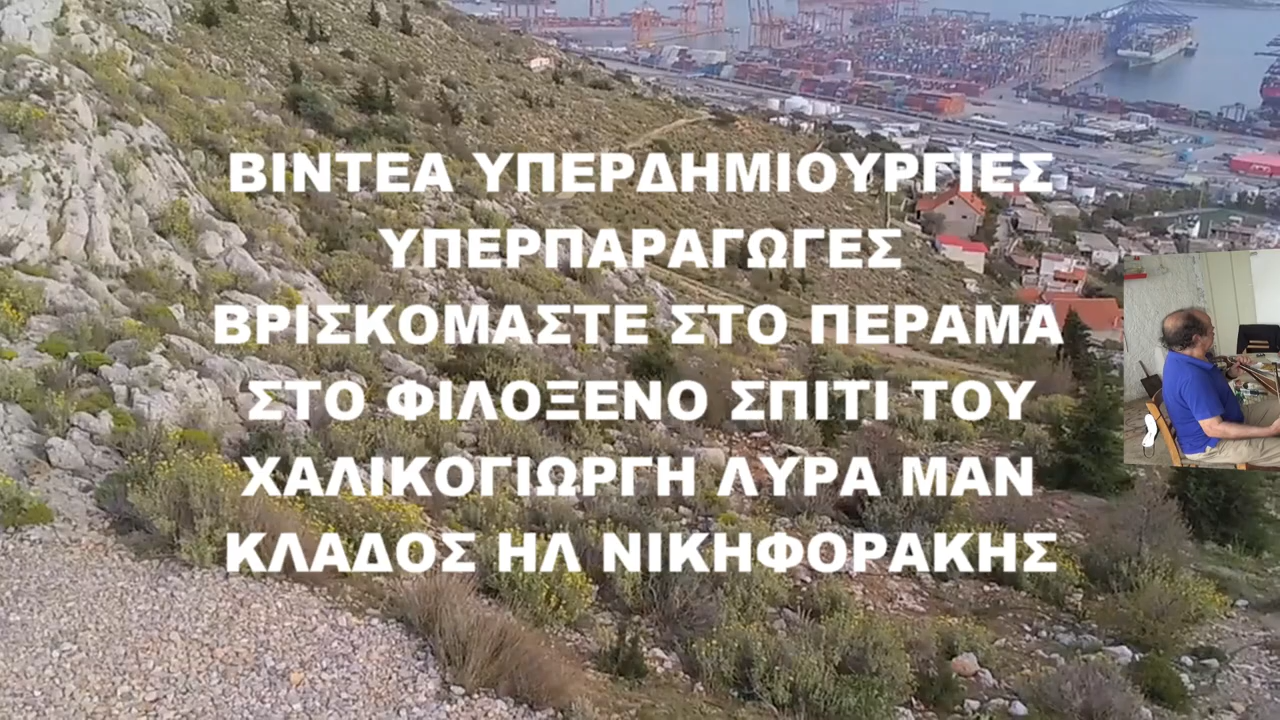 ΒΙΝΤΕΑ ΥΠΕΡΔΗΜΙΟΥΡΓΙΕΣ
ΥΠΕΡΠΑΡΑΓΩΓΕΣ
ΒΡΙΣΚΟΜΑΣΤΕ ΣΤΟ ΠΕΡΑΜΑ
ΣΤΟ ΦΙΛΟΞΕΝΟ ΣΠΙΤΙ ΤΟΥ
ΧΑΛΙΚΟΓΙΩΡΓΗ ΛΥΡΑ ΜΑΝ
ΚΛΑΔΟΣ ΗΛ ΝΙΚΗΦΟΡΑΚΗΣ